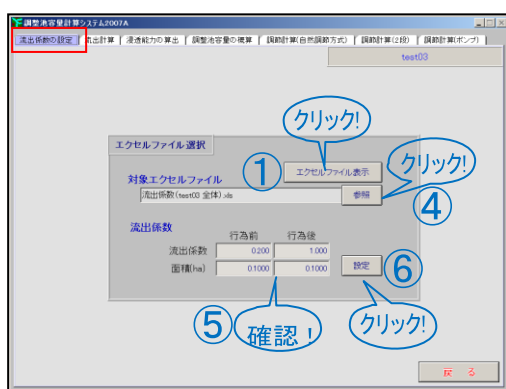 調整池容量計算システム2007A
流出係数の設定 流出計算 浸透能力の算出 調整池容量の概算 調節計算(自然調節方式) 調節計算(2段) 調節計算(ポンプ)
test03
クリック!
エクセルファイル選択
① エクセルファイル表示
クリック!
対象エクセルファイル
流出係数(test03 全体).xls 参照
④
流出係数
行為前 行為後
流出係数 0.200 1.000
面積(ha) 0.1000 0.1000 設定 ⑥
⑤ 確認! クリック!
戻 る